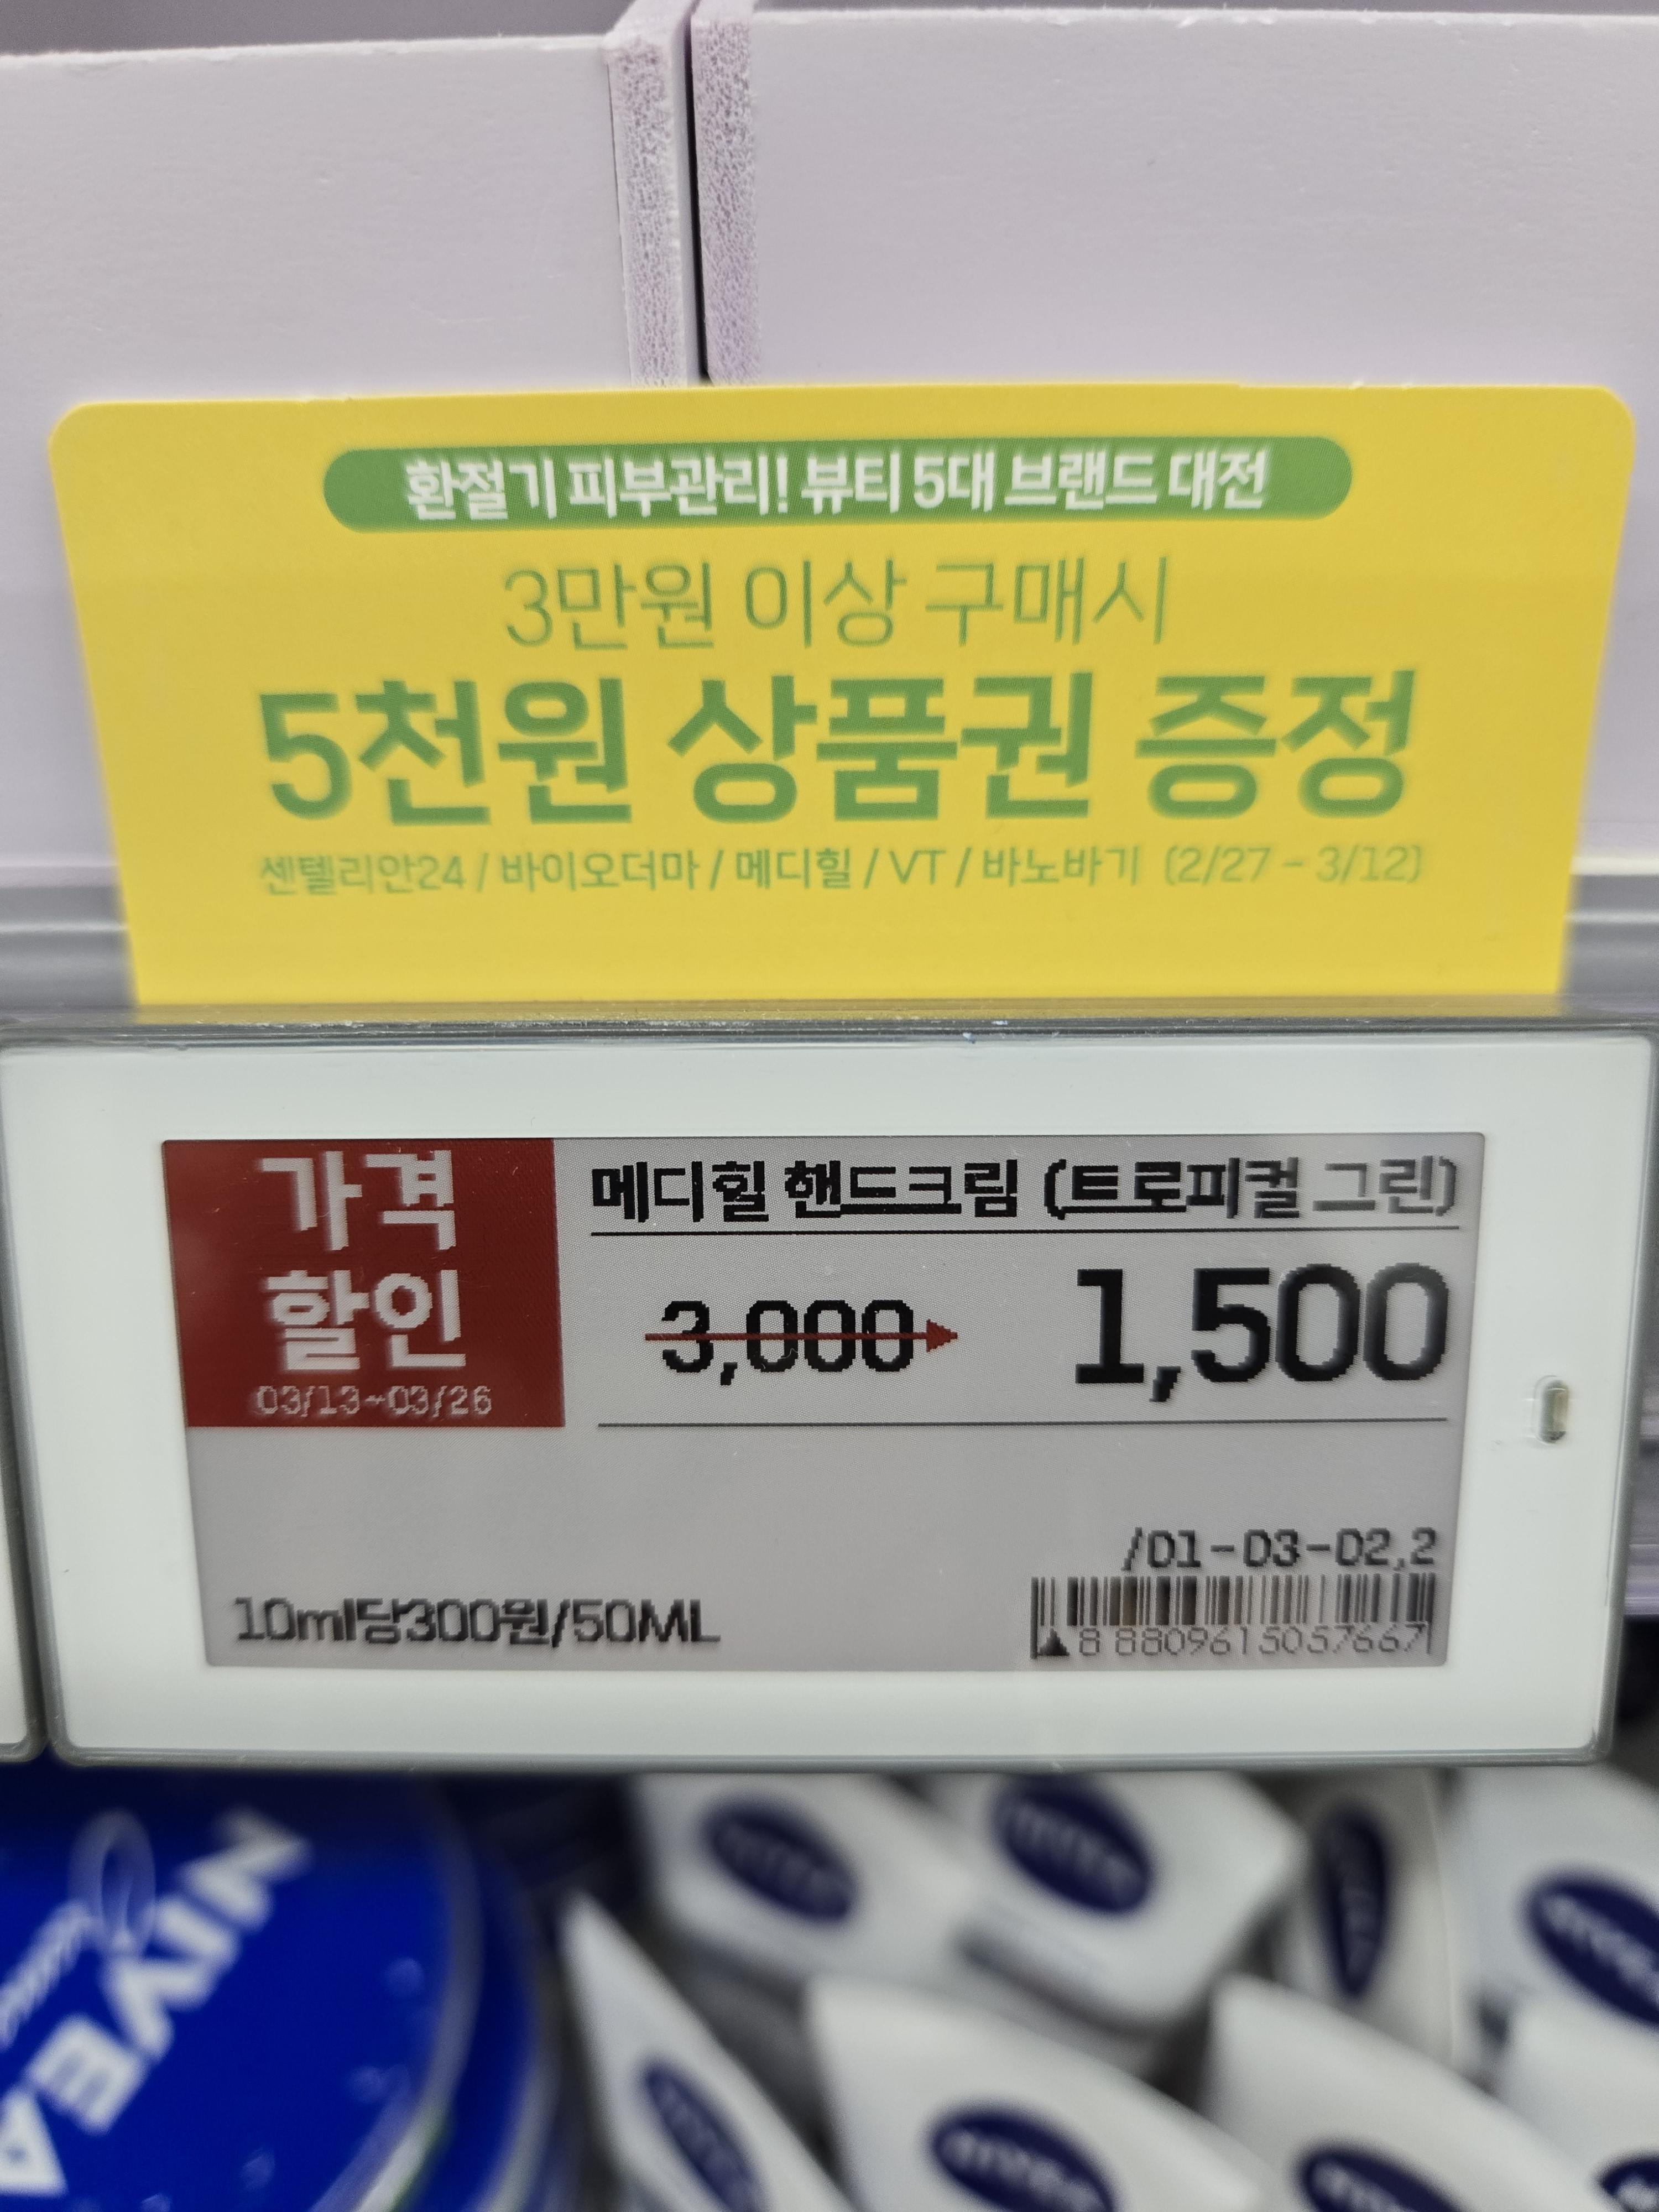 환절기 피부관리! 뷰티 5대 브랜드 대전
3만원 이상 구매시
5천원 상품권 증정
센텔리안24 / 바이오더마 / 메디힐 / VT / 바노바기 (2/27 - 3/12)
가격
할인
03/13~03/26
메디힐 핸드크림 (트로피컬 그린)
3,000
1,500
/01-03-02,2
10ml당300원/50ML
8 8809615057667
NIVEA